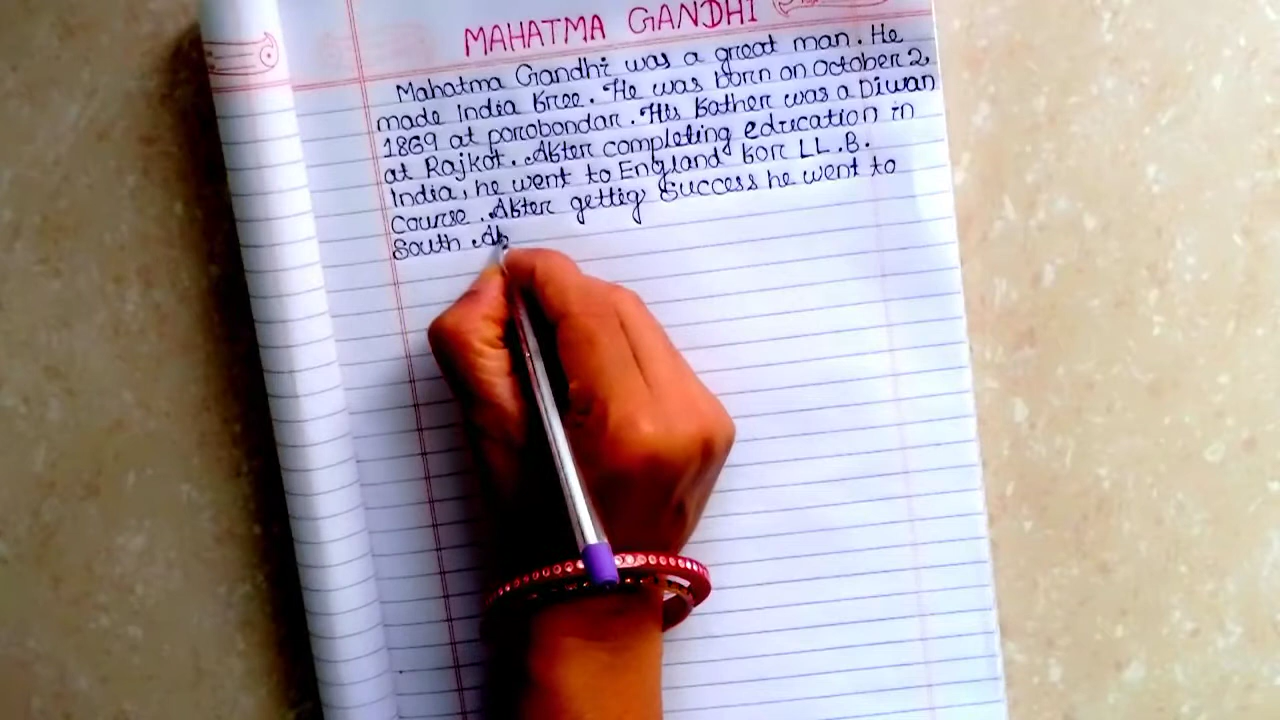 MAHATMA GANDHI
Mahatma Gandhi was a great man. He
made India free. He was born on October 2,
1869 at porobondar. His father was a Diwan
at Rajkot. After completing education in
India, he went to England for LL.B.
Course. After gettig success he went to
South Af